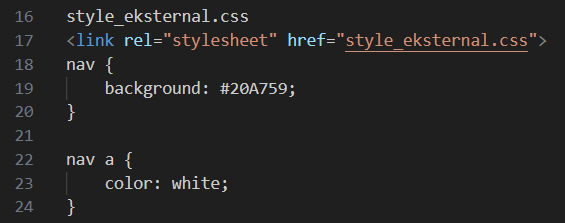 16 style_eksternal.css
17 <link rel="stylesheet" href="style_eksternal.css">
18 nav {
19     background: #20A759;
20 }
21
22 nav a {
23     color: white;
24 }